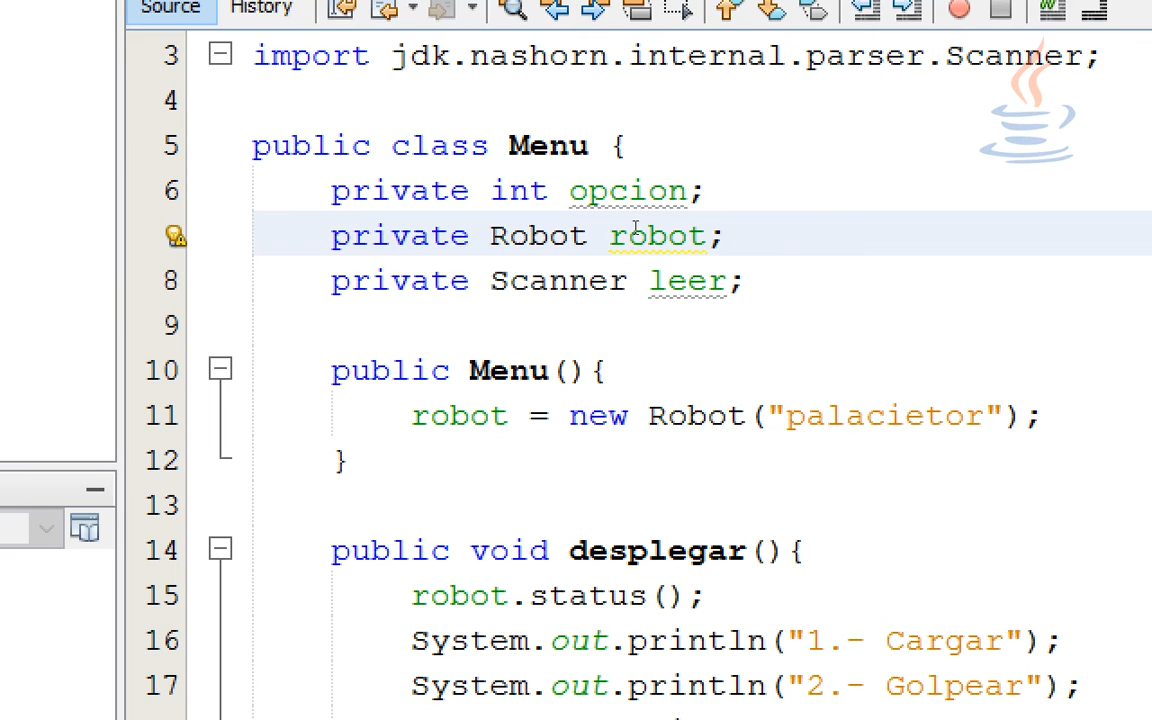 Source History
3 import jdk.nashorn.internal.parser.Scanner;
4
5 public class Menu {
6 private int opcion;
private Robot robot;
8 private Scanner leer;
9
10 public Menu(){
11 robot = new Robot("palacietor");
12 }
13
14 public void desplegar(){
15 robot.status();
16 System.out.println("1.- Cargar");
17 System.out.println("2.- Golpear");